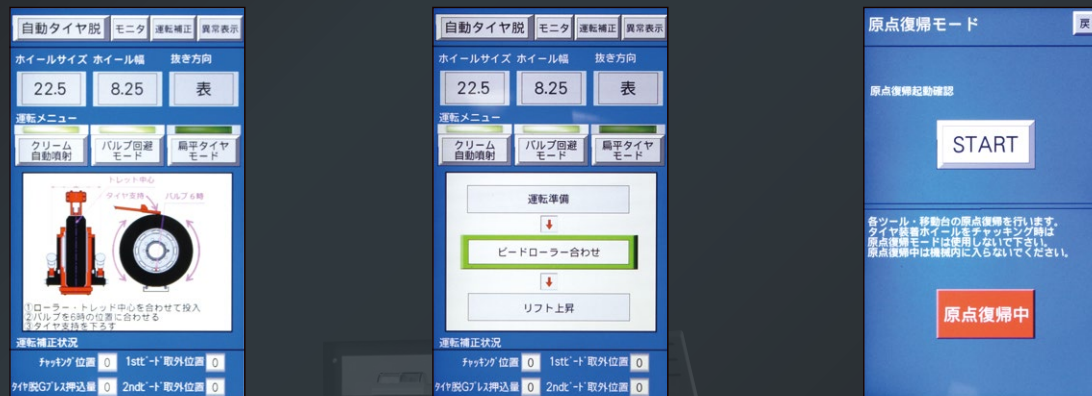 自動タイヤ脱 モニタ 運転補正 異常表示
ホイールサイズ ホイール幅 抜き方向
22.5 8.25 表
運転メニュー
クリーム自動噴射 バルブ回避モード 扁平タイヤモード
トレッド中心
タイヤ支持 バルブ6時
①ローラー・トレッド中心を合わせて投入
②バルブを6時の位置に合わせる
③タイヤ支持を下ろす
運転補正状況
チャッキング位置 0 1stビード取外位置 0
タイヤ脱Gプレス押込量 0 2ndビード取外位置 0
自動タイヤ脱 モニタ 運転補正 異常表示
ホイールサイズ ホイール幅 抜き方向
22.5 8.25 表
運転メニュー
クリーム自動噴射 バルブ回避モード 扁平タイヤモード
運転準備
ビードローラー合わせ
リフト上昇
運転補正状況
チャッキング位置 0 1stビード取外位置 0
タイヤ脱Gプレス押込量 0 2ndビード取外位置 0
原点復帰モード 戻
原点復帰起動確認
START
各ツール・移動台の原点復帰を行います。
タイヤ装着ホイールをチャッキング時は
原点復帰モードは使用しないで下さい。
原点復帰中は機械内に入らないでください。
原点復帰中